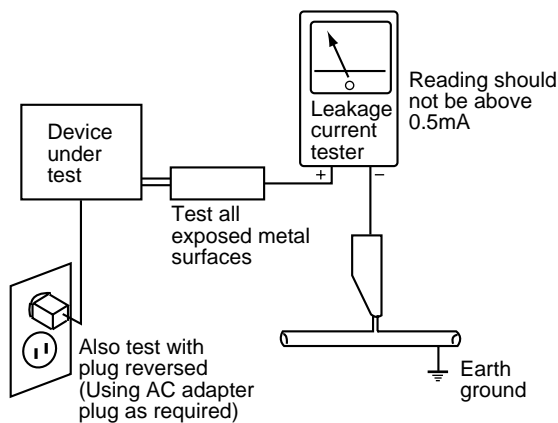 Leakage
current
tester
+ −
Reading should
not be above
0.5mA
Device
under
test
Test all
exposed metal
surfaces
Also test with
plug reversed
(Using AC adapter
plug as required)
Earth
ground